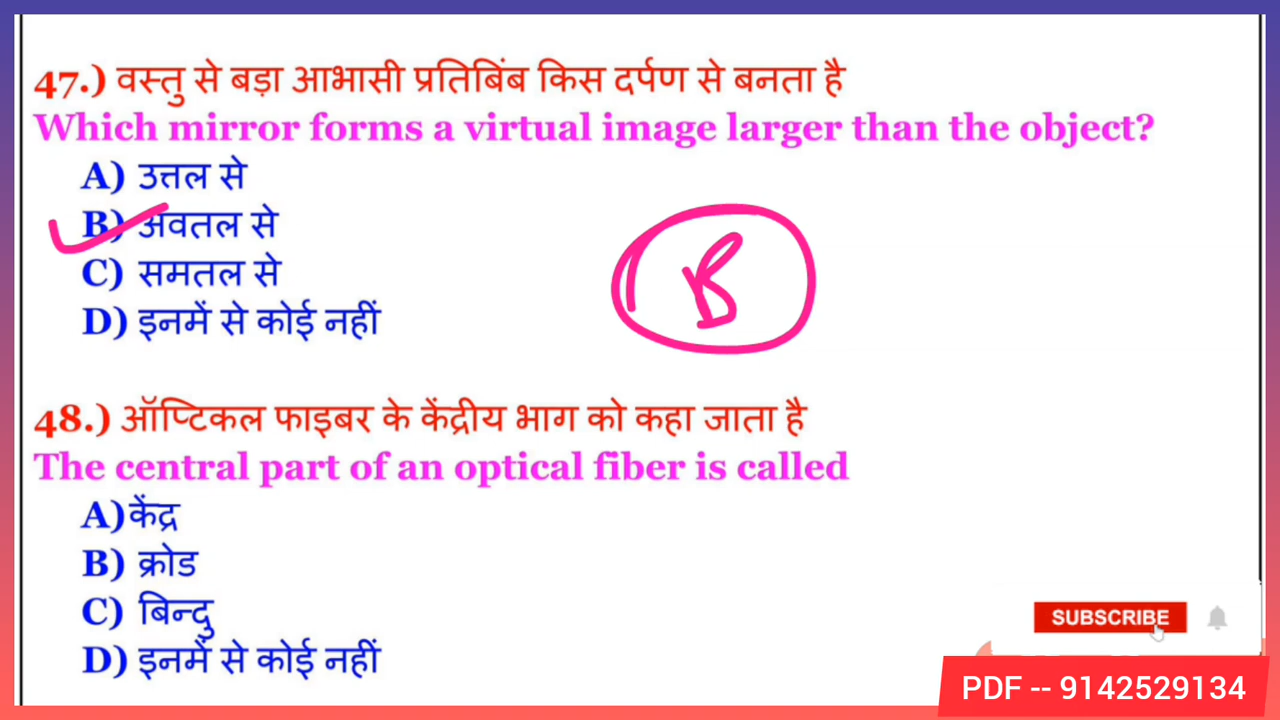 47.) वस्तु से बड़ा आभासी प्रतिबिंब किस दर्पण से बनता है
Which mirror forms a virtual image larger than the object?
A) उत्तल से
B) अवतल से
C) समतल से
D) इनमें से कोई नहीं
B
48.) ऑप्टिकल फाइबर के केंद्रीय भाग को कहा जाता है
The central part of an optical fiber is called
A)केंद्र
B) क्रोड
C) बिन्दु
D) इनमें से कोई नहीं
SUBSCRIBE
PDF -- 9142529134